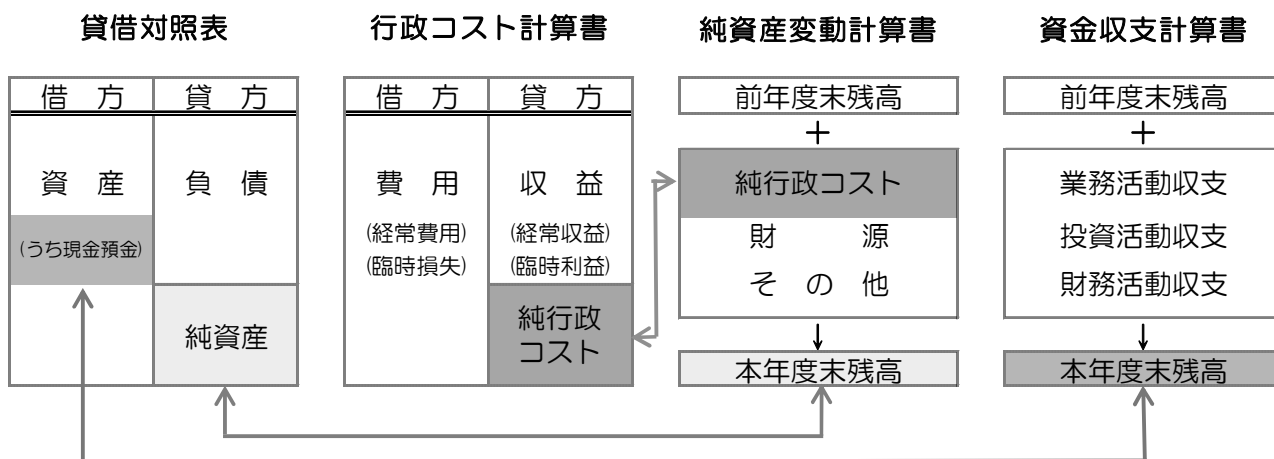 貸借対照表
借方 貸方
資産 負債
(うち現金預金)
純資産
行政コスト計算書
借方 貸方
費用 収益
(経常費用) (経常収益)
(臨時損失) (臨時利益)
純行政
コスト
純資産変動計算書
前年度末残高
＋
純行政コスト
財源
その他
本年度末残高
資金収支計算書
前年度末残高
＋
業務活動収支
投資活動収支
財務活動収支
本年度末残高